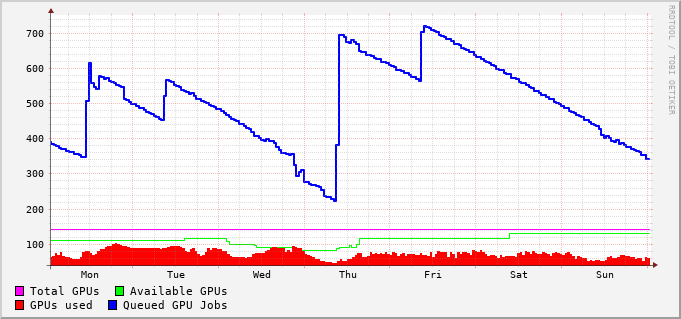 700
600
500
400
300
200
100
Mon Tue Wed Thu Fri Sat Sun
Total GPUs Available GPUs
GPUs used Queued GPU Jobs
RRDTOOL / TOBI OETIKER